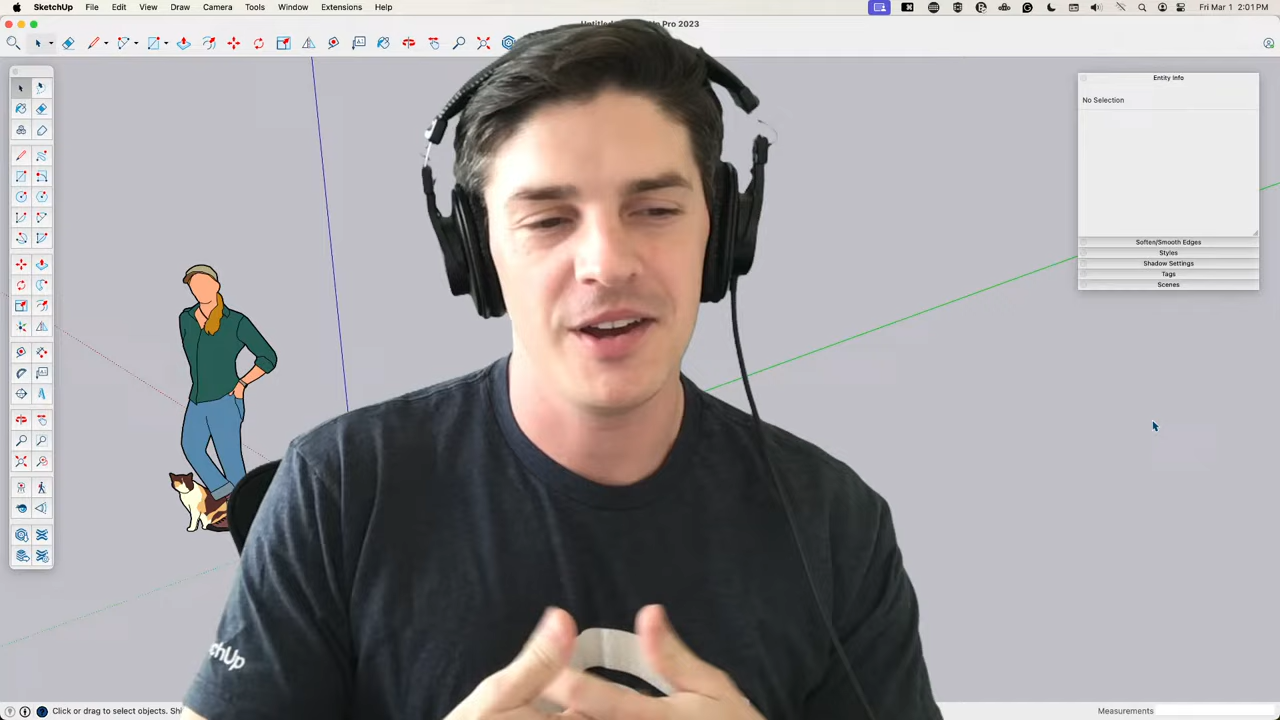 SketchUp File Edit View Draw Camera Tools Window Extensions Help
Fri Mar 1 2:01 PM
Pro 2023
Entity Info
No Selection
Soften/Smooth Edges
Styles
Shadow Settings
Tags
Scenes
chUp
Click or drag to select objects.
Measurements